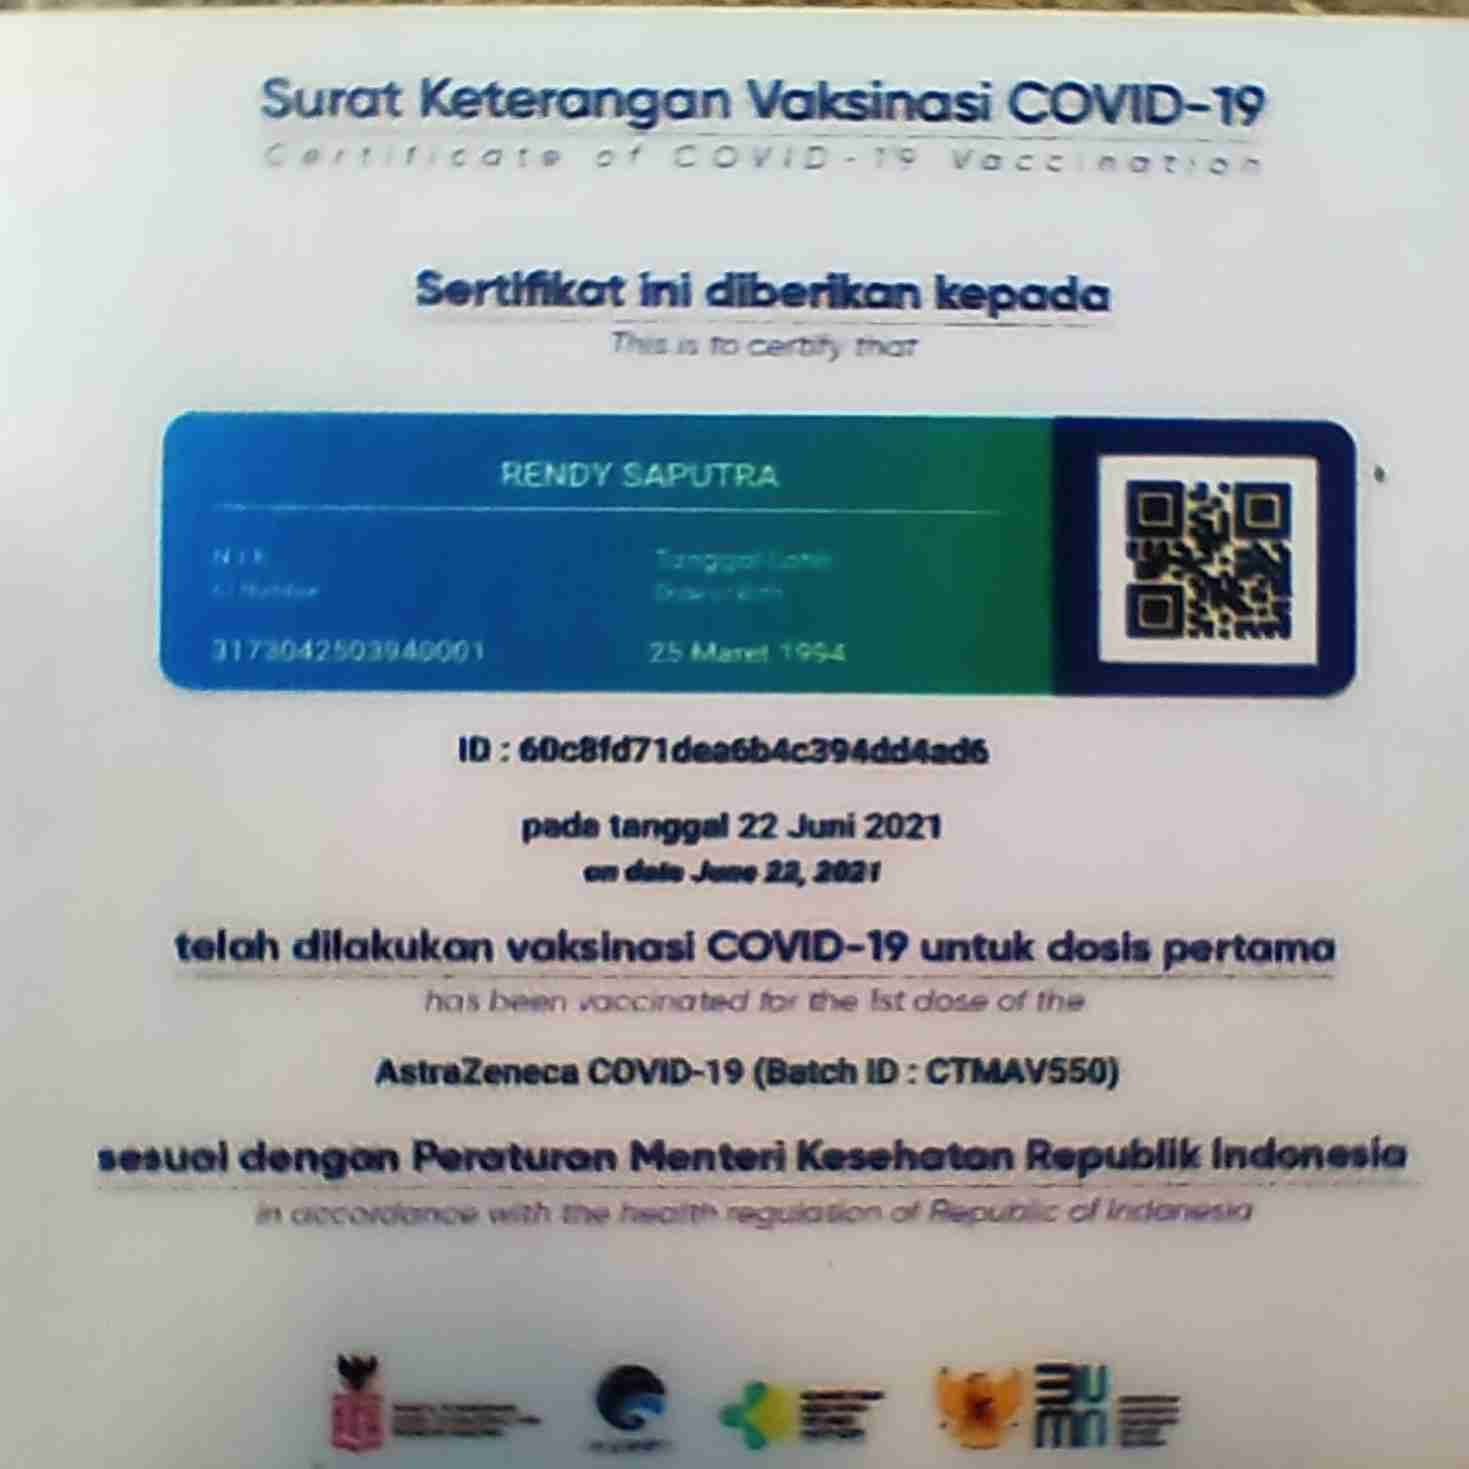 Surat Keterangan Vaksinasi COVID-19
Certificate of COVID-19 Vaccination
Sertifikat ini diberikan kepada
This is to certify that
RENDY SAPUTRA
N I K
Tanggal Lahir
3173042503940001
25 Maret 1994
ID : 60c8fd71dea6b4c394dd4ad6
pada tanggal 22 Juni 2021
on date June 22, 2021
telah dilakukan vaksinasi COVID-19 untuk dosis pertama
has been vaccinated for the 1st dose of the
AstraZeneca COVID-19 (Batch ID : CTMAV550)
sesuai dengan Peraturan Menteri Kesehatan Republik Indonesia
in accordance with the health regulation of Republic of Indonesia